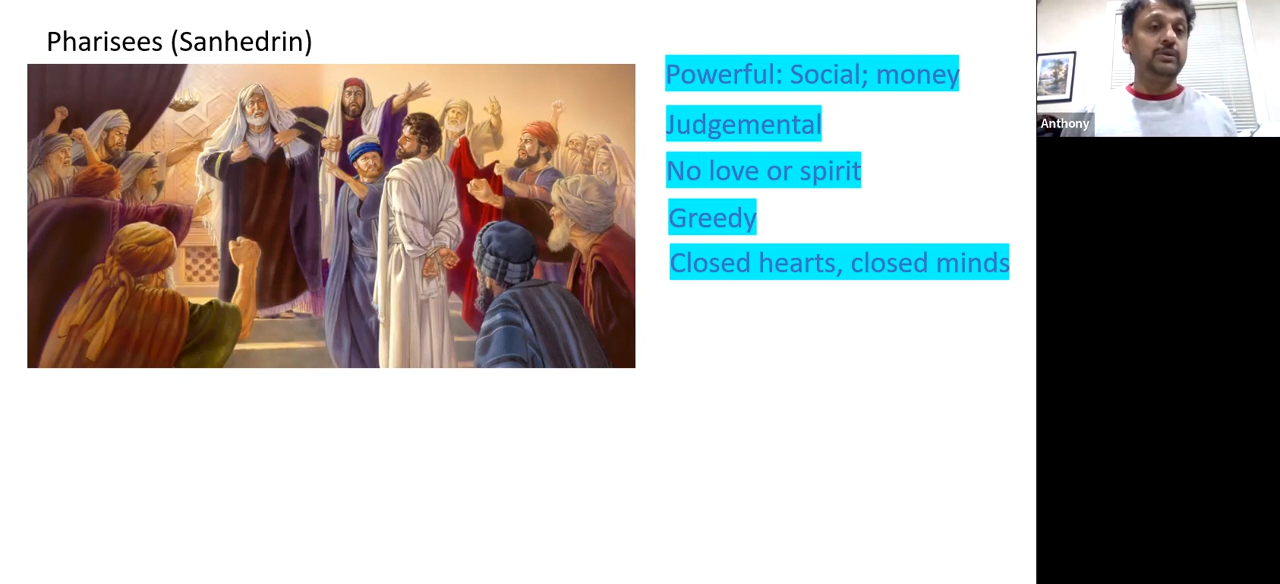 Pharisees (Sanhedrin)
Powerful: Social; money
Judgemental
No love or spirit
Greedy
Closed hearts, closed minds
Anthony